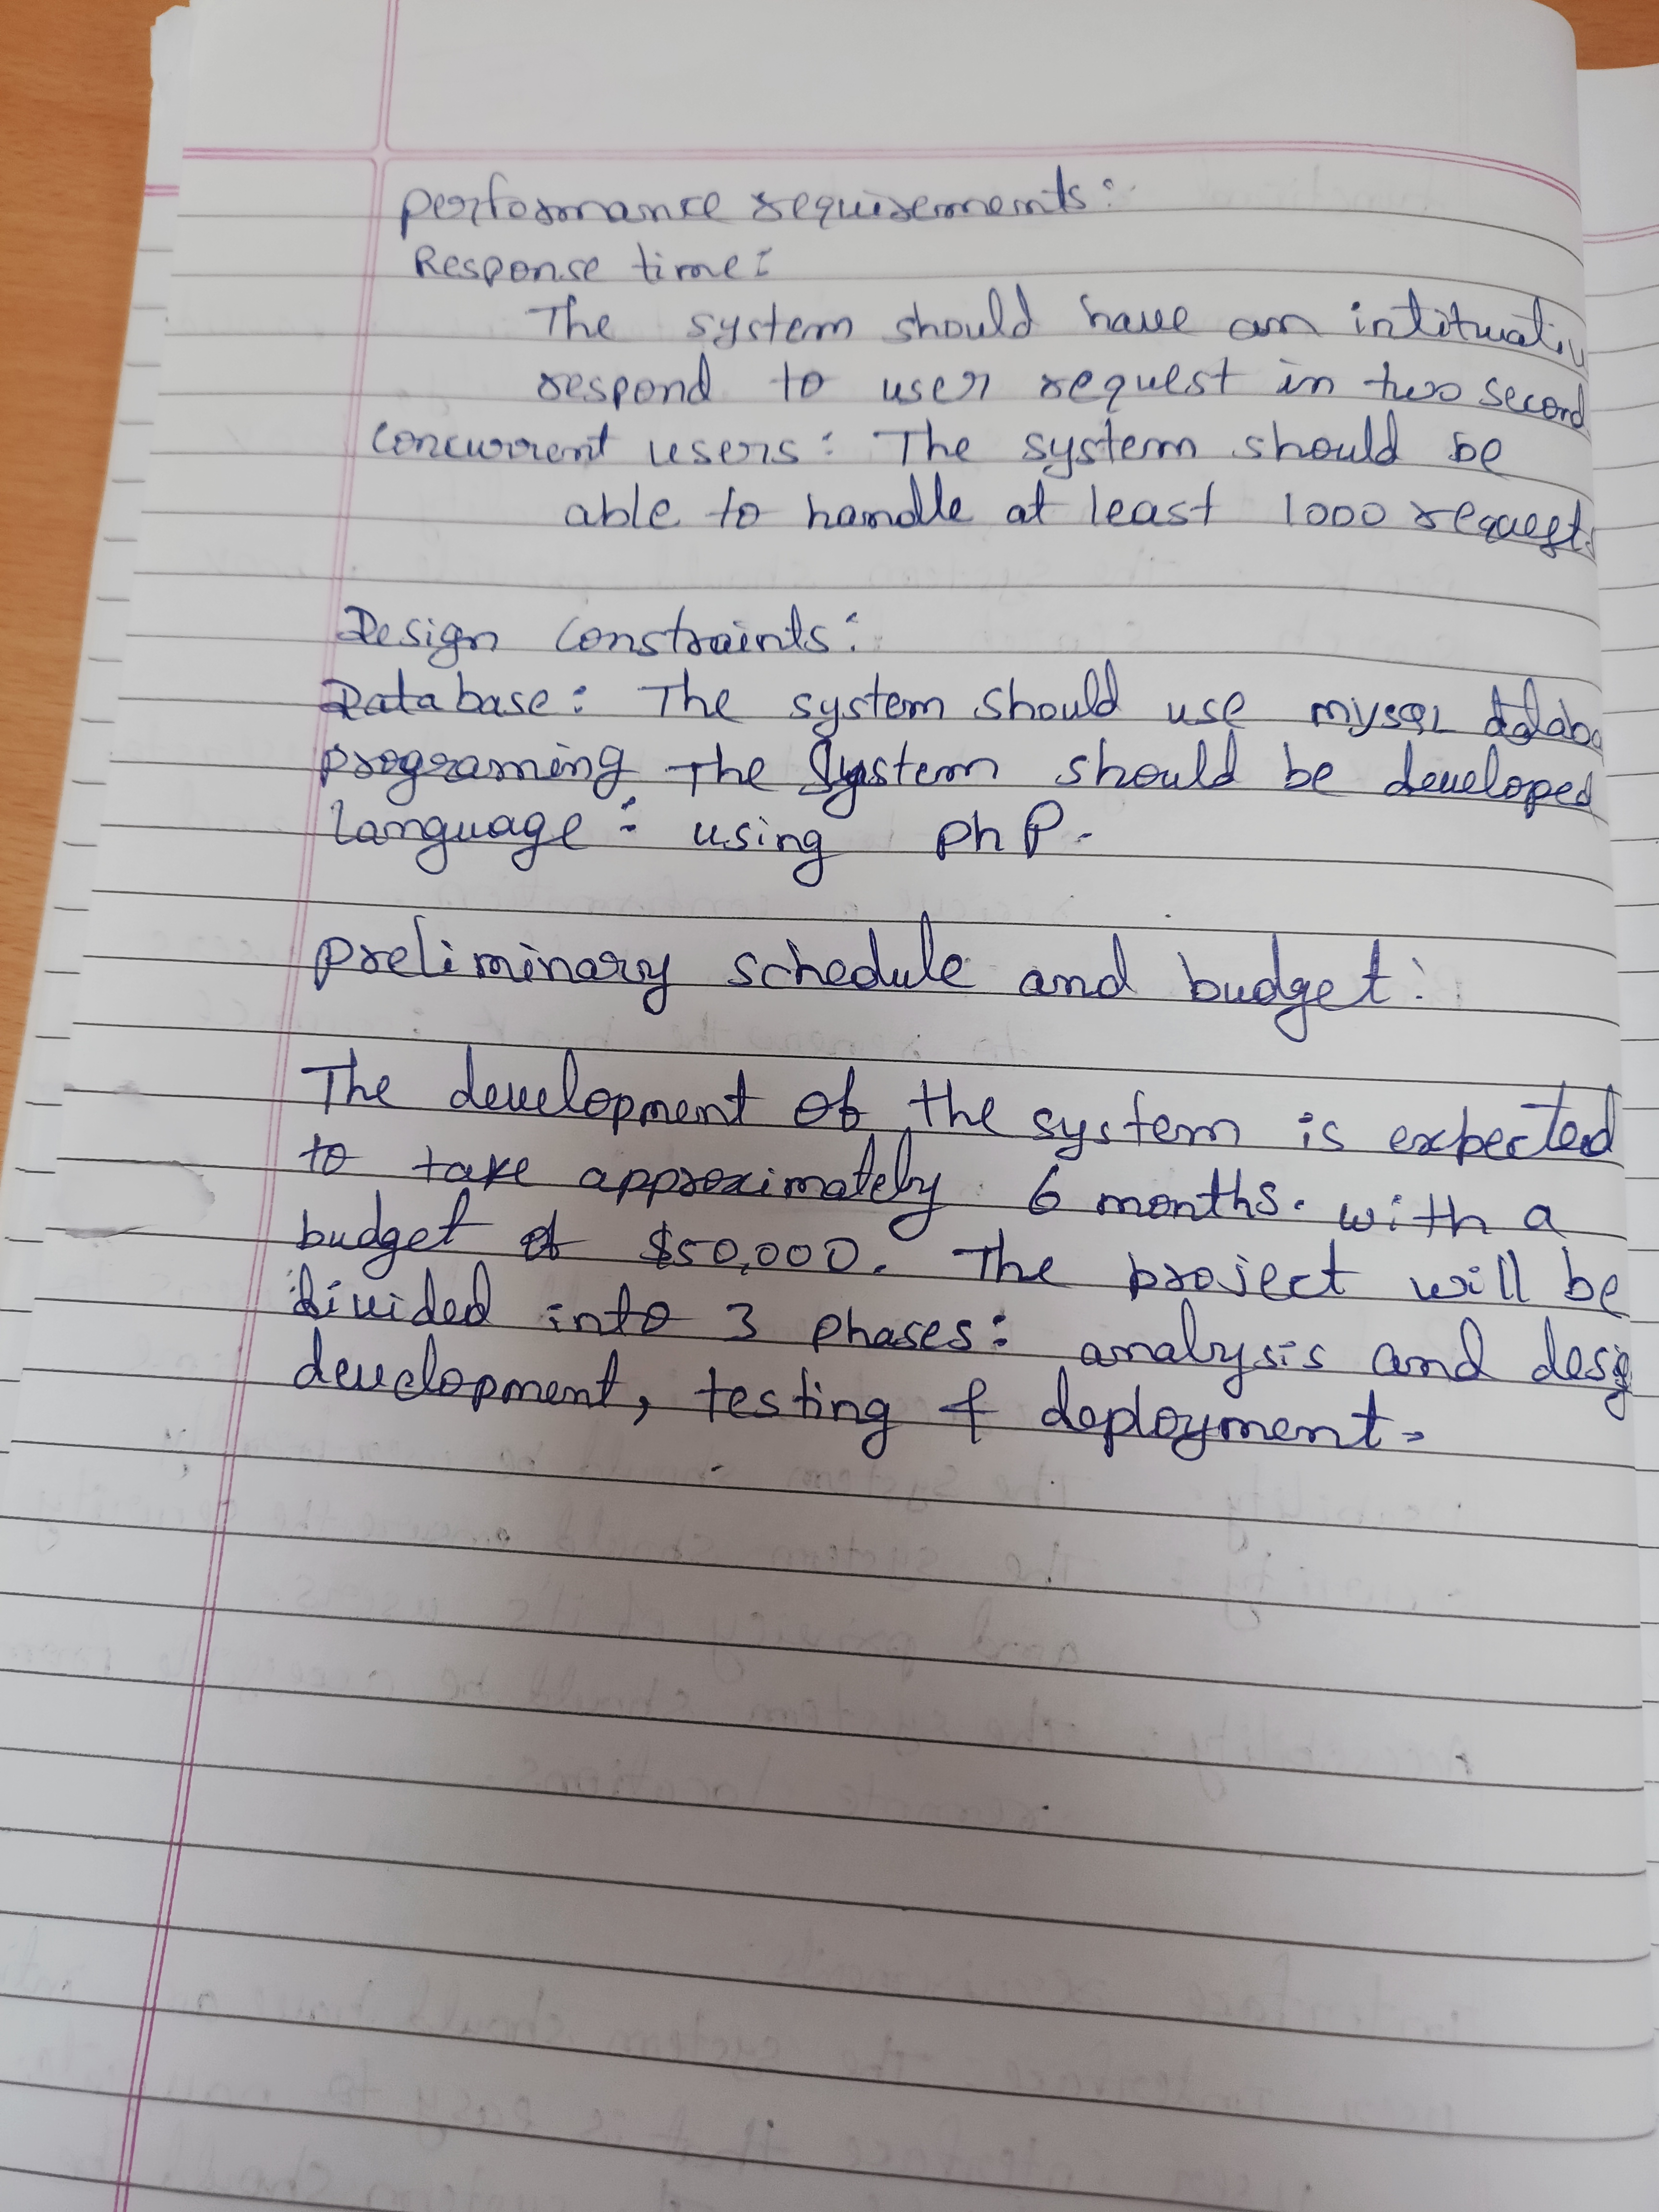 performance requirements:
Response time:
The system should have an intituativ
respond to user request in two second
concurrent users: The system should be
able to handle at least 1000 request.
Design constraints:
Database: The system should use mysQL databa
programing The System should be developed
language: using PhP.
preliminary schedule and budget:
The development of the system is expected
to take approximately 6 months. with a
budget of $50,000. The project will be
divided into 3 phases: analysis and desig
development, testing & deployment.